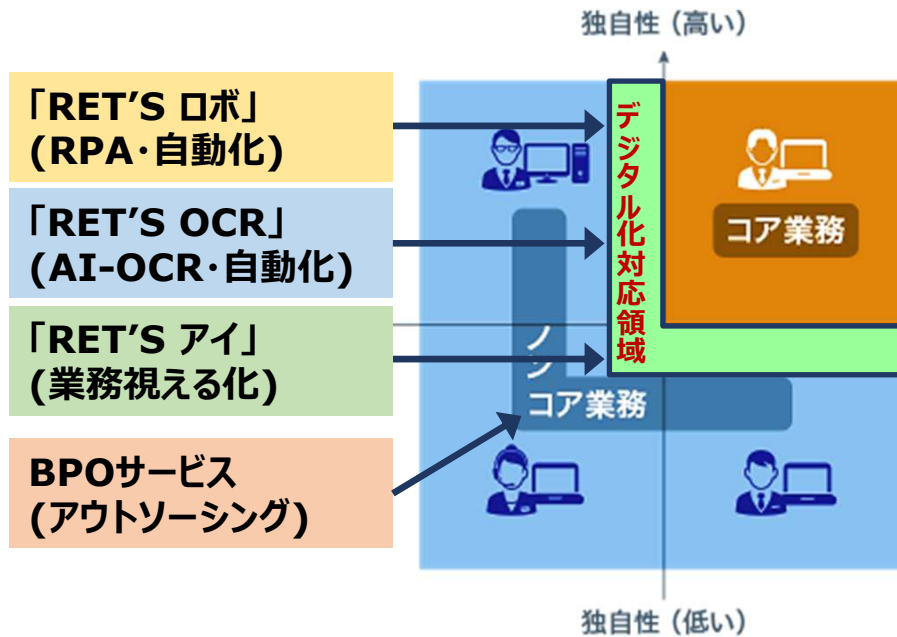 独自性（高い）
「RET'S ロボ」
(RPA･自動化)
「RET'S OCR」
(AI-OCR･自動化)
「RET'S アイ」
(業務視える化)
BPOサービス
(アウトソーシング)
デジタル化対応領域
コア業務
ノン
コア業務
独自性（低い）